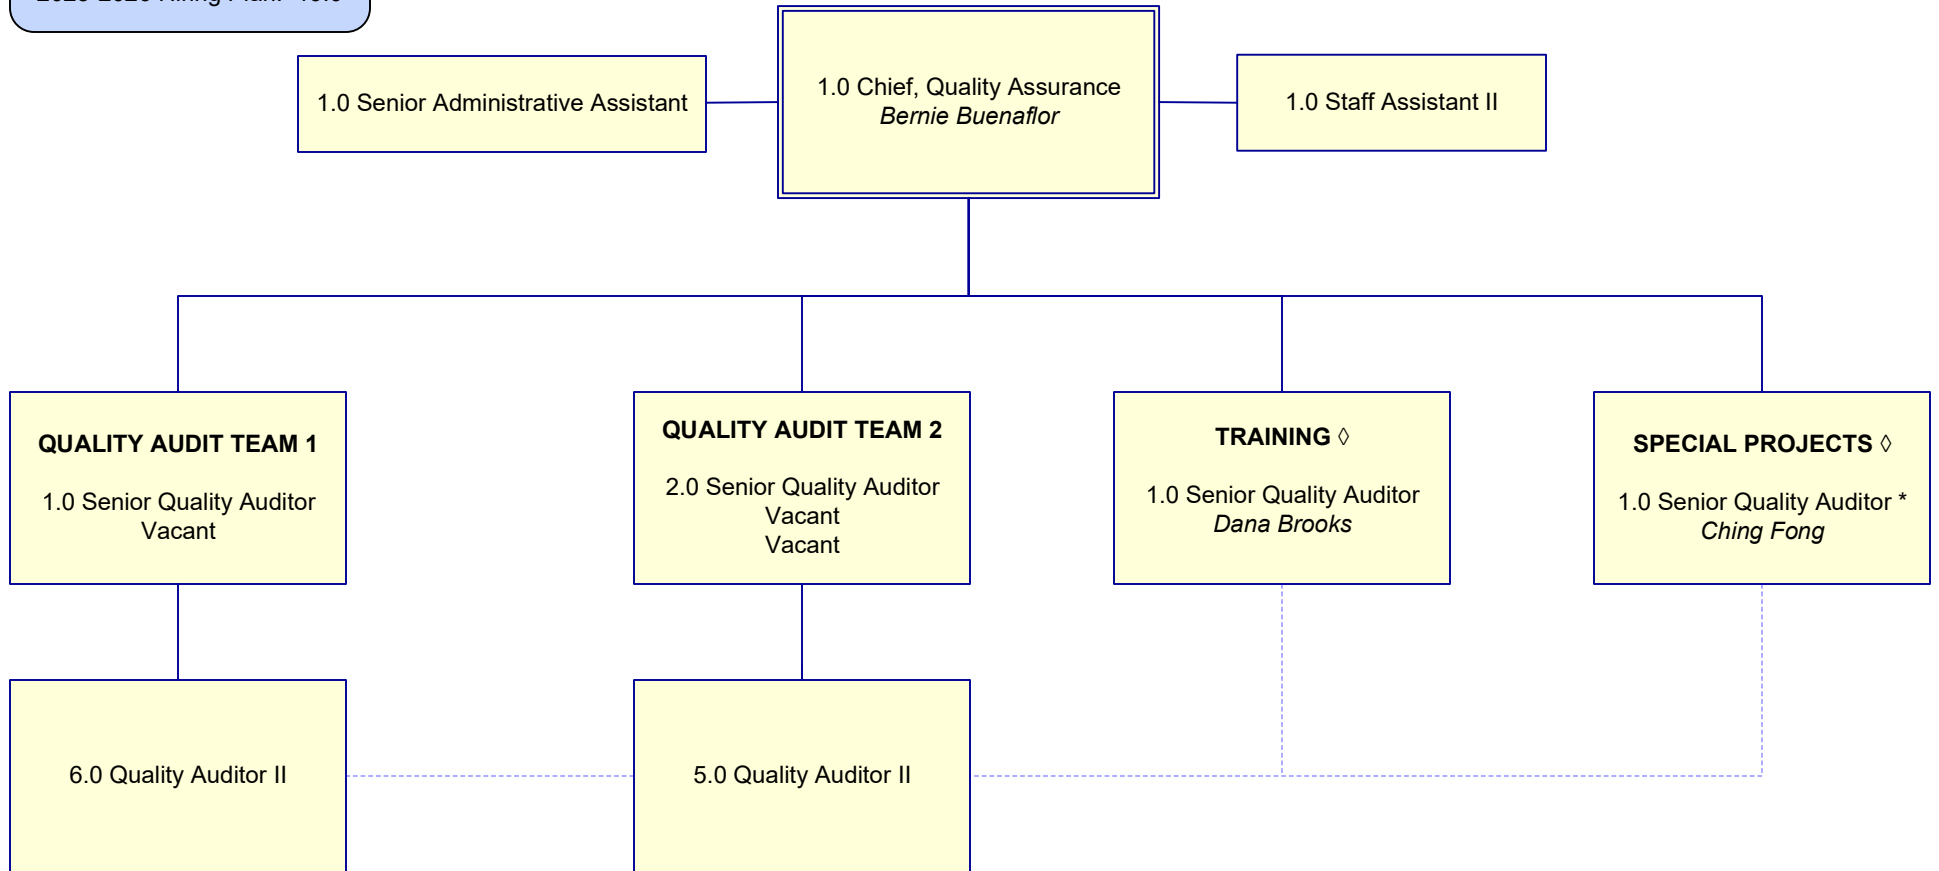 1.0 Senior Administrative Assistant
1.0 Chief, Quality Assurance
Bernie Buenaflor
1.0 Staff Assistant II
QUALITY AUDIT TEAM 1
1.0 Senior Quality Auditor
Vacant
QUALITY AUDIT TEAM 2
2.0 Senior Quality Auditor
Vacant
Vacant
TRAINING ◊
1.0 Senior Quality Auditor
Dana Brooks
SPECIAL PROJECTS ◊
1.0 Senior Quality Auditor *
Ching Fong
6.0 Quality Auditor II
5.0 Quality Auditor II